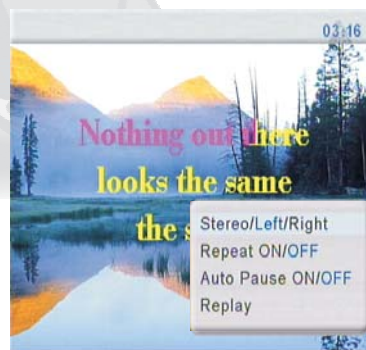 03:16
Nothing out there
looks the same
the
Stereo/Left/Right
Repeat ON/OFF
Auto Pause ON/OFF
Replay